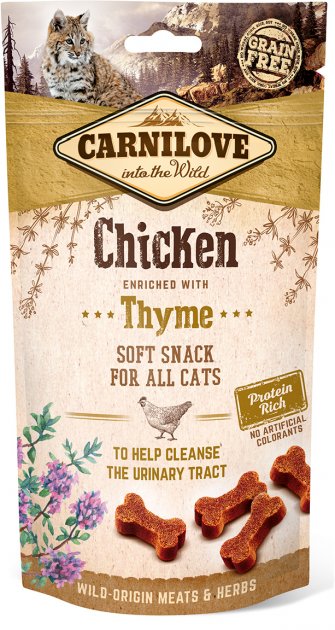 GRAIN
FREE
CARNILOVE
into the Wild
Chicken
ENRICHED WITH
Thyme
SOFT SNACK
FOR ALL CATS
Protein
Rich
NO ARTIFICIAL
COLORANTS
TO HELP CLEANSE
THE URINARY TRACT
WILD-ORIGIN MEATS & HERBS